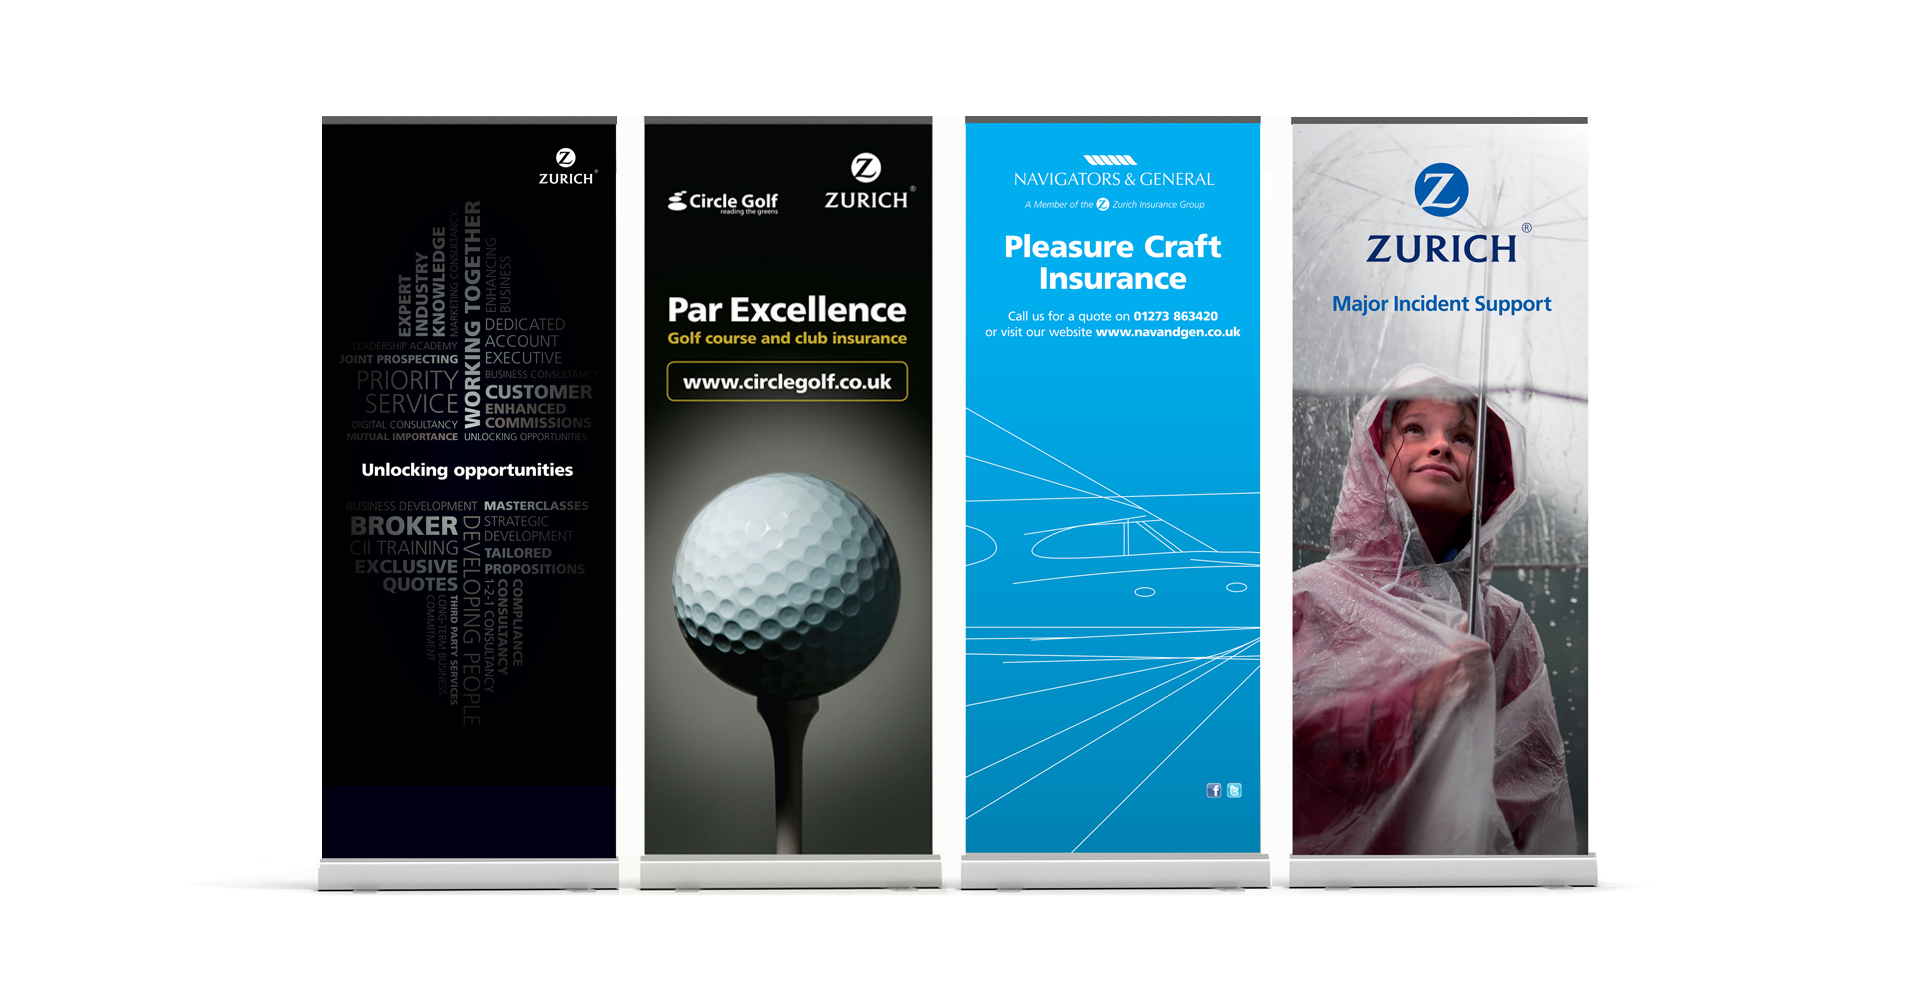 ZURICH®
EXPERT
INDUSTRY
KNOWLEDGE
MARKETING CONSULTANCY
WORKING TOGETHER
ENHANCING
BUSINESS
DEDICATED
ACCOUNT
EXECUTIVE
LEADERSHIP ACADEMY
JOINT PROSPECTING
PRIORITY
SERVICE
BUSINESS CONSULTANCY
CUSTOMER
ENHANCED
COMMISSIONS
DIGITAL CONSULTANCY
MUTUAL IMPORTANCE
UNLOCKING OPPORTUNITIES
Unlocking opportunities
BUSINESS DEVELOPMENT
MASTERCLASSES
BROKER
STRATEGIC
DEVELOPMENT
CII TRAINING
TAILORED
PROPOSITIONS
EXCLUSIVE
QUOTES
DEVELOPING PEOPLE
1-2-1 CONSULTANCY
COMPLIANCE
CONSULTANCY
THIRD PARTY SERVICES
LONG-TERM BUSINESS
COMMITMENT
Circle Golf
reading the greens
Z
ZURICH®
Par Excellence
Golf course and club insurance
www.circlegolf.co.uk
NAVIGATORS & GENERAL
A Member of the Z Zurich Insurance Group
Pleasure Craft
Insurance
Call us for a quote on 01273 863420
or visit our website www.navandgen.co.uk
f t
Z
ZURICH®
Major Incident Support